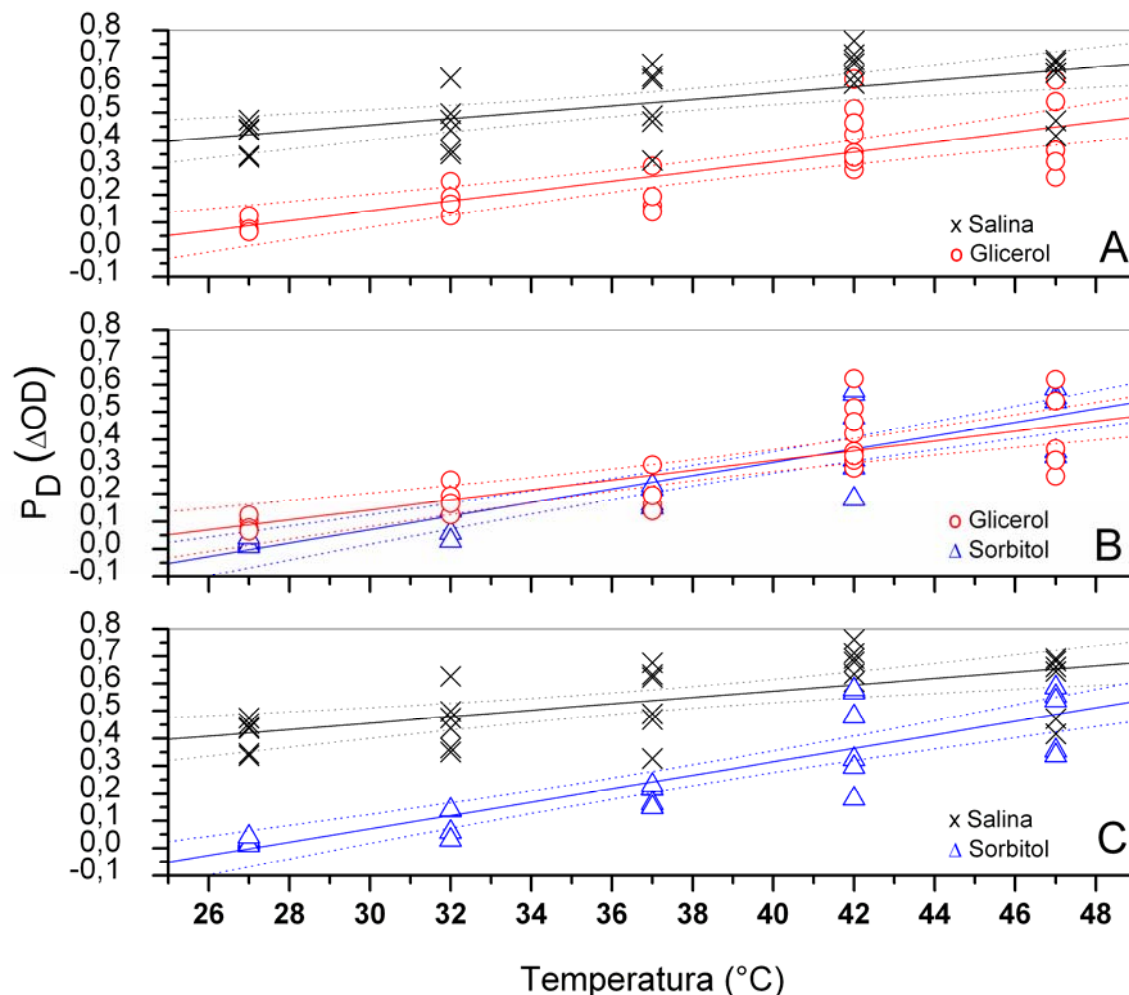 0,8
0,7
0,6
0,5
0,4
0,3
0,2
0,1
0,0
-0,1
x Salina
o Glicerol
A
0,8
0,7
0,6
0,5
0,4
0,3
0,2
0,1
0,0
-0,1
o Glicerol
Δ Sorbitol
B
P_D (ΔOD)
0,8
0,7
0,6
0,5
0,4
0,3
0,2
0,1
0,0
-0,1
x Salina
Δ Sorbitol
C
26 28 30 32 34 36 38 40 42 44 46 48
Temperatura (°C)